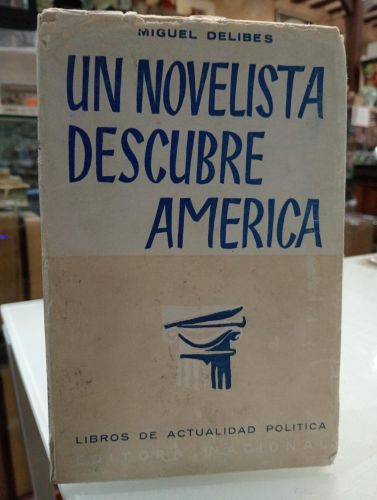 MIGUEL DELIBES
UN NOVELISTA
DESCUBRE
AMERICA
LIBROS DE ACTUALIDAD POLITICA
EDITORA NACIONAL